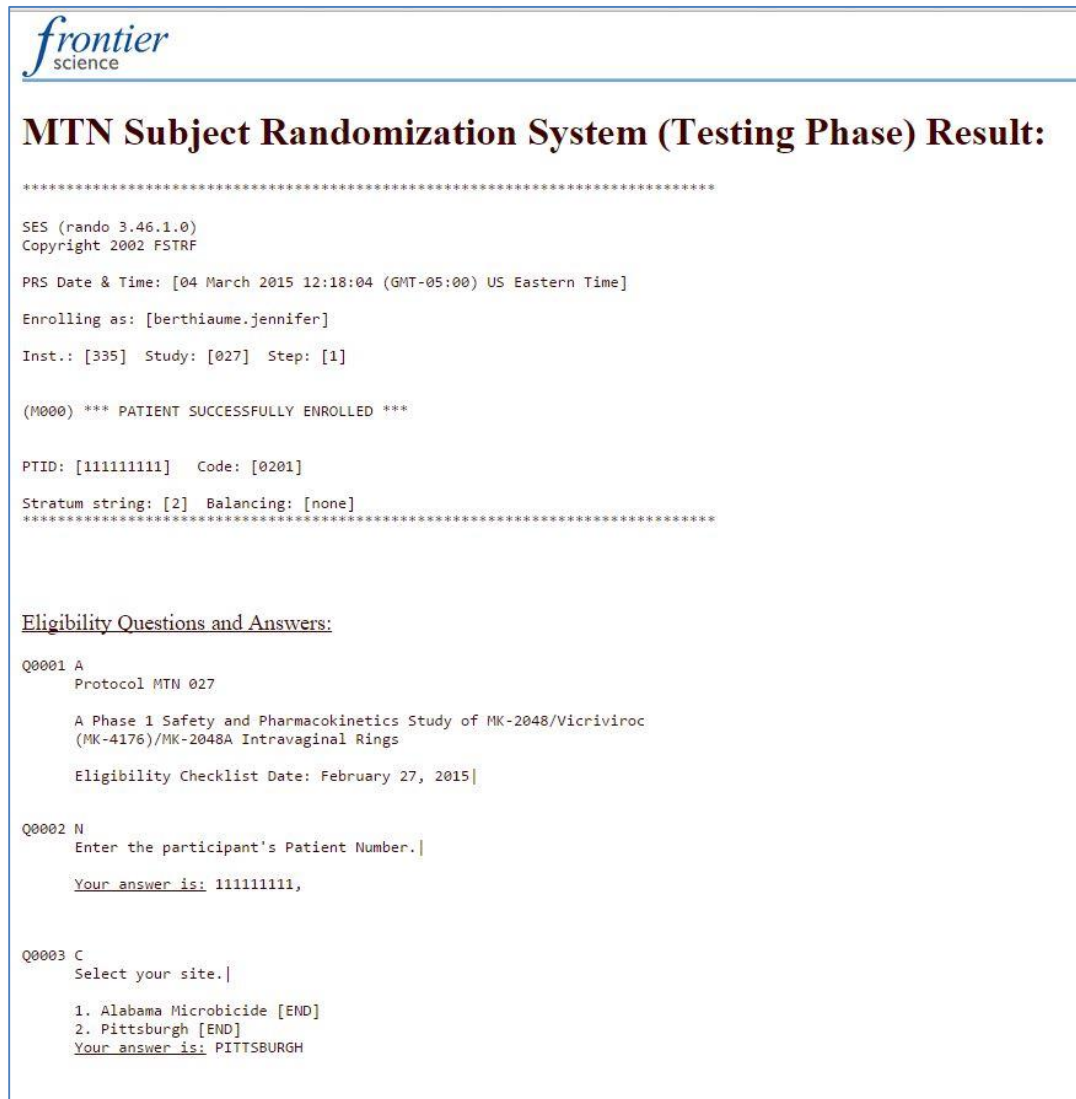 frontier
science
MTN Subject Randomization System (Testing Phase) Result:
*******************************************************************************
SES (rando 3.46.1.0)
Copyright 2002 FSTRF
PRS Date & Time: [04 March 2015 12:18:04 (GMT-05:00) US Eastern Time]
Enrolling as: [berthiaume.jennifer]
Inst.: [335] Study: [027] Step: [1]
(M000) *** PATIENT SUCCESSFULLY ENROLLED ***
PTID: [111111111] Code: [0201]
Stratum string: [2] Balancing: [none]
*******************************************************************************
Eligibility Questions and Answers:
Q0001 A
Protocol MTN 027
A Phase 1 Safety and Pharmacokinetics Study of MK-2048/Vicriviroc
(MK-4176)/MK-2048A Intravaginal Rings
Eligibility Checklist Date: February 27, 2015|
Q0002 N
Enter the participant's Patient Number.|
Your answer is: 111111111,
Q0003 C
Select your site.|
1. Alabama Microbicide [END]
2. Pittsburgh [END]
Your answer is: PITTSBURGH